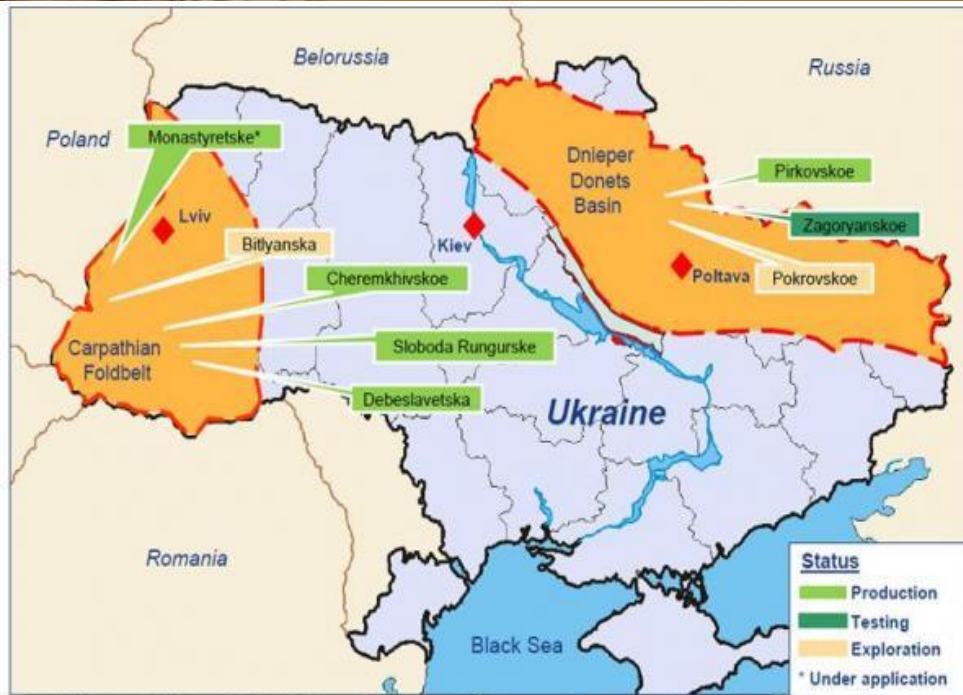 Belorussia
Russia
Poland
Monastyretske*
Dnieper
Donets
Basin
Pirkovskoe
Lviv
Zagoryanskoe
Bitlyanska
Kiev
Cheremkhivskoe
Poltava
Pokrovskoe
Carpathian
Foldbelt
Sloboda Rungurske
Debeslavetska
Ukraine
Romania
Black Sea
Status
Production
Testing
Exploration
* Under application